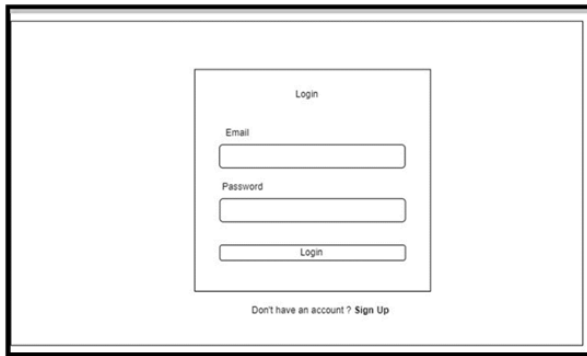 Login
Email
Password
Login
Don't have an account ? Sign Up